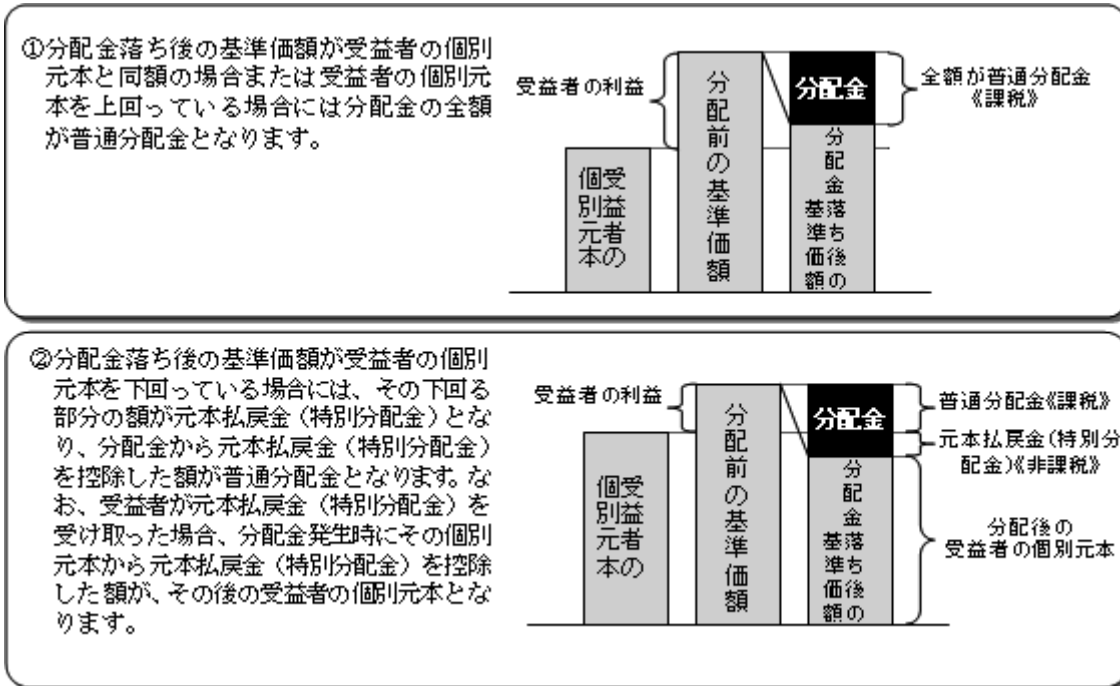 ①分配金落ち後の基準価額が受益者の個別
元本と同額の場合または受益者の個別元
本を上回っている場合には分配金の全額
が普通分配金となります。
受益者の利益
個別元本
受益者の
分配前の基準価額
分配金
分配金落ち後の
基準価額
全額が普通分配金
《課税》
②分配金落ち後の基準価額が受益者の個別
元本を下回っている場合には、その下回る
部分の額が元本払戻金(特別分配金)とな
り、分配金から元本払戻金(特別分配金)
を控除した額が普通分配金となります。な
お、受益者が元本払戻金(特別分配金)を
受け取った場合、分配金発生時にその個別
元本から元本払戻金(特別分配金)を控除
した額が、その後の受益者の個別元本とな
ります。
受益者の利益
受益者の
個別元本
分配前の基準価額
分配金
分配金落ち後の
基準価額
普通分配金《課税》
元本払戻金(特別分
配金)《非課税》
分配後の
受益者の個別元本